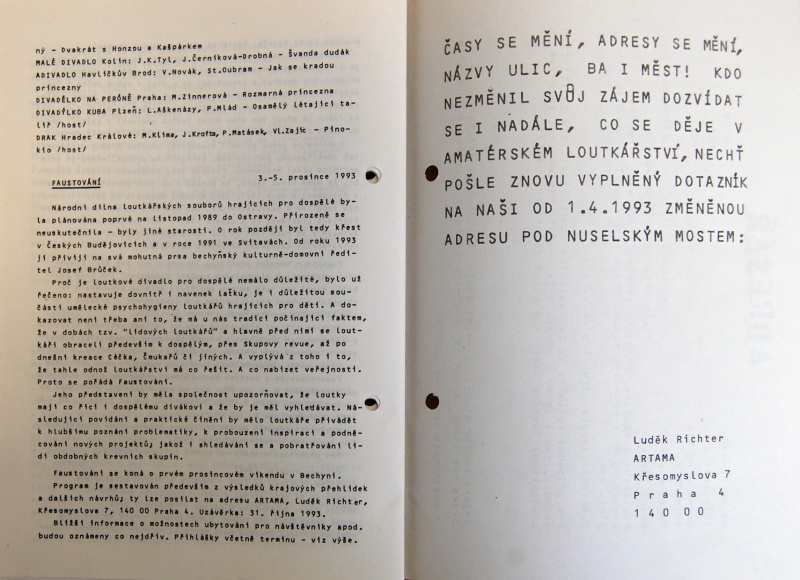 ný - Dvakrát s Honzou a Kašpárkem
MALÉ DIVADLO Kolín: J.K.Tyl, J.Černíková-Drobná - Švanda dudák
ADIVADLO Havlíčkův Brod: V.Novák, St.Oubram - Jak se kradou
princezny
DIVADÉLKO NA PERÓNĚ Praha: M.Zinnerová - Rozmarná princezna
DIVADÝLKO KUBA Plzeň: L.Aškenázy, P.Mlád - Osamělý létající ta-
líř /host/
DRAK Hradec Králové: M.Klíma, J.Krofta, P.Matásek, Vl.Zajíc - Pino-
kio /host/
FAUSTOVÁNÍ 3.-5. prosince 1993
Národní dílna loutkářských souborů hrajících pro dospělé by-
la plánována poprvé na listopad 1989 do Ostravy. Přirozeně se
neuskutečnila - byly jiné starosti. O rok později byl tedy křest
v Českých Budějovicích a v roce 1991 ve Svitavách. Od roku 1993
ji přivíjí na svá mohutná prsa bechyňský kulturně-domovní ředi-
tel Josef Brůček.
Proč je loutkové divadlo pro dospělé nemálo důležité, bylo už
řečeno: nastavuje dovnitř i navenek laťku, je i důležitou sou-
částí umělecké psychohygieny loutkářů hrajících pro děti. A do-
kazovat není třeba ani to, že má u nás tradici počínající faktem,
že v dobách tzv. "lidových loutkářů" a hlavně před nimi se lout-
káři obraceli především k dospělým, přes Skupovy revue, až po
dnešní kreace Céčka, Čmukařů či jiných. A vyplývá z toho i to,
že tahle odnož loutkářství má co řešit. A co nabízet veřejnosti.
Proto se pořádá Faustování.
Jeho představení by měla společnost upozorňovat, že loutky
mají co říci i dospělému divákovi a že by je měl vyhledávat. Ná-
sledující povídání a praktické činění by mělo loutkáře přivádět
k hlubšímu poznání problematiky, k probouzení inspirací a podně-
cování nových projektů; jakož i shledávání se a pobratřování li-
dí obdobných krevních skupin.
Faustování se koná o prvém prosincovém víkendu v Bechyni.
Program je sestavován především z výsledků krajových přehlídek
a dalších návrhů; ty lze posílat na adresu ARTAMA, Luděk Richter,
Křesomyslova 7, 140 00 Praha 4. Uzávěrka: 31. října 1993.
Bližší informace o možnostech ubytování pro návštěvníky apod.
budou oznámeny co nejdřív. Přihlášky včetně termínu - viz výše.
ČASY SE MĚNÍ, ADRESY SE MĚNÍ,
NÁZVY ULIC, BA I MĚST! KDO
NEZMĚNIL SVŮJ ZÁJEM DOZVÍDAT
SE I NADÁLE, CO SE DĚJE V
AMATÉRSKÉM LOUTKÁŘSTVÍ, NECHŤ
POŠLE ZNOVU VYPLNĚNÝ DOTAZNÍK
NA NAŠI OD 1.4.1993 ZMĚNĚNOU
ADRESU POD NUSELSKÝM MOSTEM:
Luděk Richter
ARTAMA
Křesomyslova 7
Praha 4
140 00